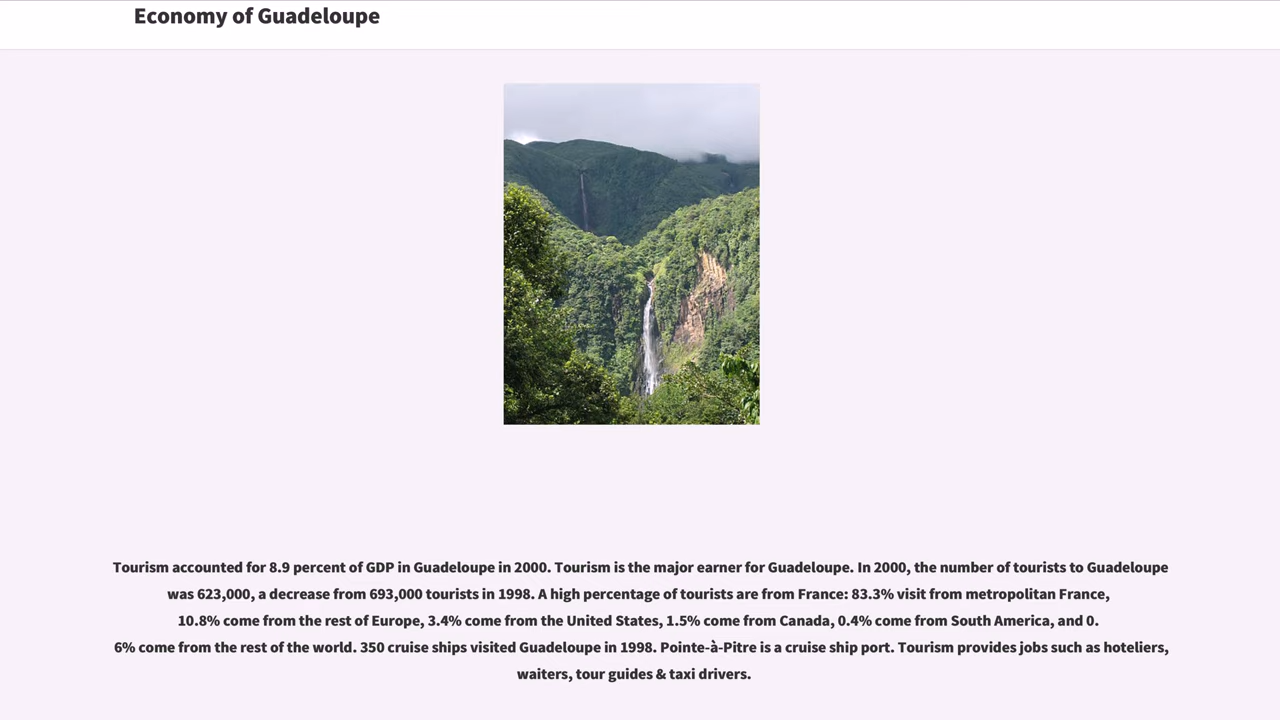 Economy of Guadeloupe
Tourism accounted for 8.9 percent of GDP in Guadeloupe in 2000. Tourism is the major earner for Guadeloupe. In 2000, the number of tourists to Guadeloupe
was 623,000, a decrease from 693,000 tourists in 1998. A high percentage of tourists are from France: 83.3% visit from metropolitan France,
10.8% come from the rest of Europe, 3.4% come from the United States, 1.5% come from Canada, 0.4% come from South America, and 0.
6% come from the rest of the world. 350 cruise ships visited Guadeloupe in 1998. Pointe-à-Pitre is a cruise ship port. Tourism provides jobs such as hoteliers,
waiters, tour guides & taxi drivers.